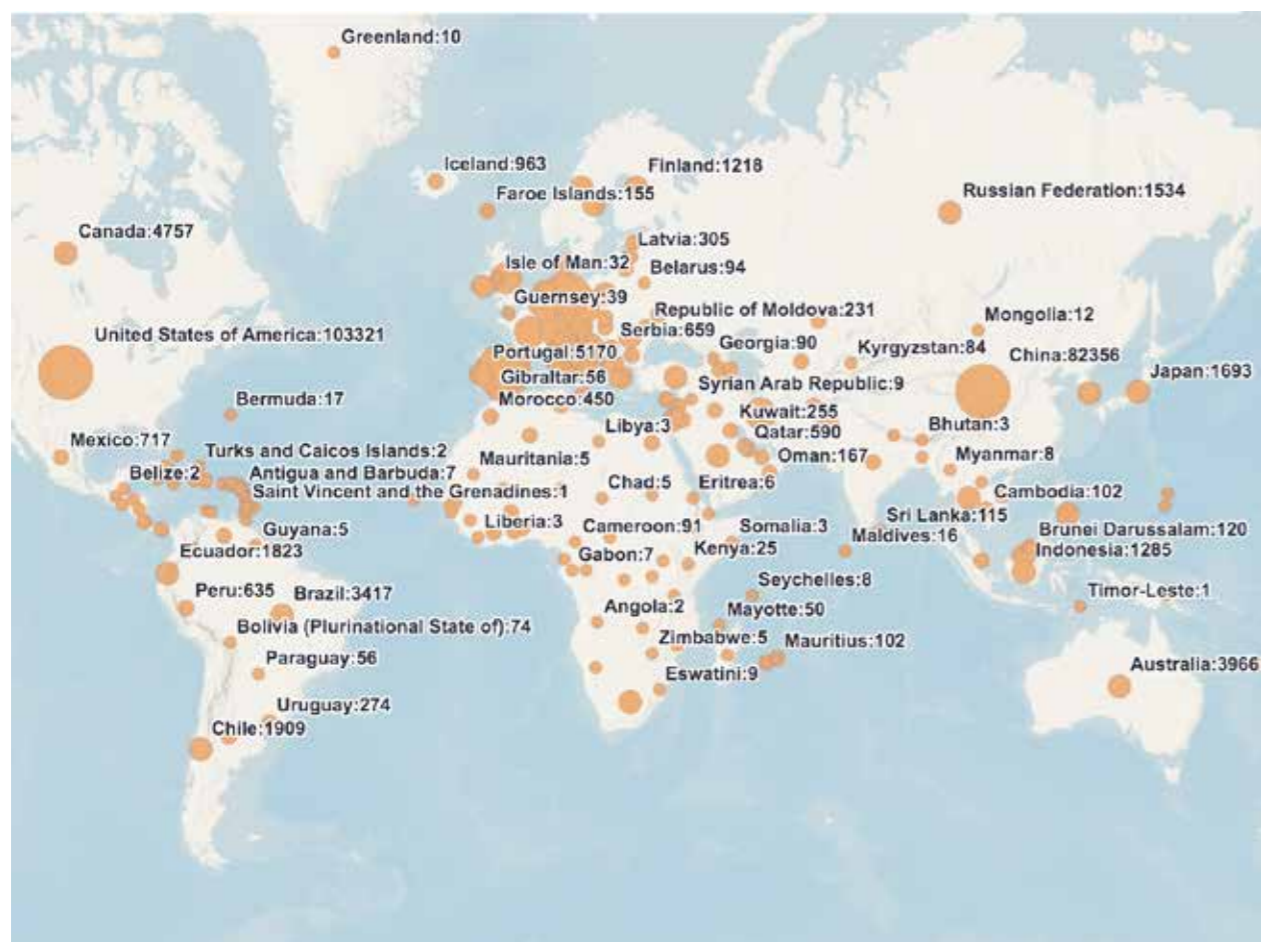 Greenland:10
Iceland:963
Finland:1218
Faroe Islands:155
Russian Federation:1534
Canada:4757
Latvia:305
Isle of Man:32
Belarus:94
Guernsey:39
Republic of Moldova:231
Mongolia:12
United States of America:103321
Serbia:659
Georgia:90
Kyrgyzstan:84
China:82356
Portugal:5170
Japan:1693
Gibraltar:56
Syrian Arab Republic:9
Bermuda:17
Morocco:450
Kuwait:255
Libya:3
Bhutan:3
Mexico:717
Qatar:590
Turks and Caicos Islands:2
Mauritania:5
Oman:167
Myanmar:8
Belize:2
Antigua and Barbuda:7
Chad:5
Eritrea:6
Saint Vincent and the Grenadines:1
Cambodia:102
Sri Lanka:115
Liberia:3
Cameroon:91
Somalia:3
Guyana:5
Maldives:16
Brunei Darussalam:120
Ecuador:1823
Gabon:7
Kenya:25
Indonesia:1285
Seychelles:8
Peru:635
Brazil:3417
Timor-Leste:1
Angola:2
Mayotte:50
Bolivia (Plurinational State of):74
Zimbabwe:5
Mauritius:102
Paraguay:56
Australia:3966
Eswatini:9
Uruguay:274
Chile:1909